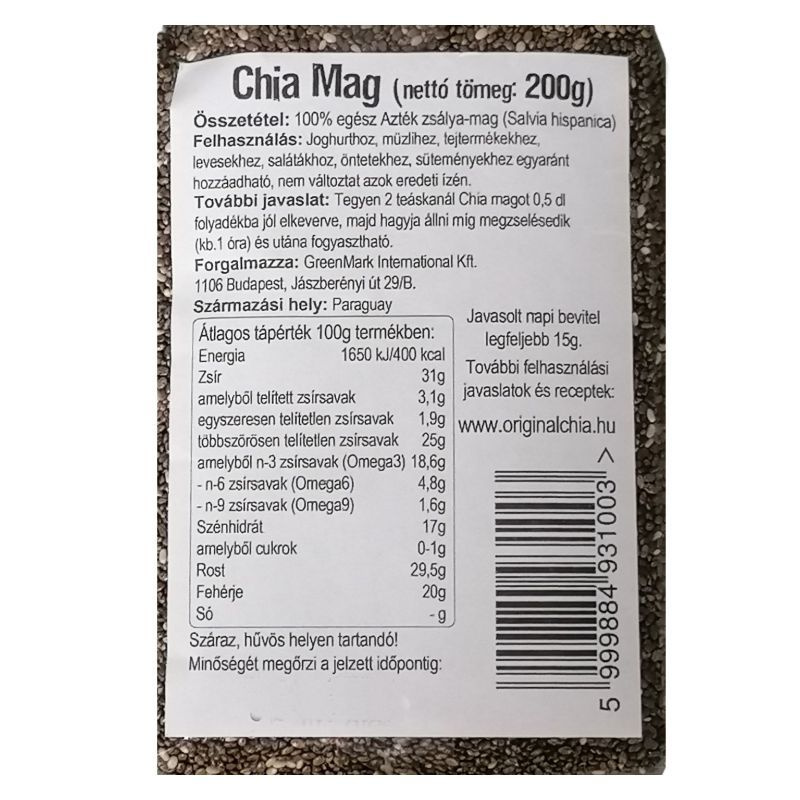 Chia Mag (nettó tömeg: 200g)
Összetétel: 100% egész Azték zsálya-mag (Salvia hispanica)
Felhasználás: Joghurthoz, müzlihez, tejtermékekhez,
levesekhez, salátákhoz, öntetekhez, süteményekhez egyaránt
hozzáadható, nem változtat azok eredeti ízén.
További javaslat: Tegyen 2 teáskanál Chia magot 0,5 dl
folyadékba jól elkeverve, majd hagyja állni míg megzselésedik
(kb.1 óra) és utána fogyasztható.
Forgalmazza: GreenMark International Kft.
1106 Budapest, Jászberényi út 29/B.
Származási hely: Paraguay
Átlagos tápérték 100g termékben:
Energia 1650 kJ/400 kcal
Zsír 31g
amelyből telített zsírsavak 3,1g
egyszeresen telítetlen zsírsavak 1,9g
többszörösen telítetlen zsírsavak 25g
amelyből n-3 zsírsavak (Omega3) 18,6g
- n-6 zsírsavak (Omega6) 4,8g
- n-9 zsírsavak (Omega9) 1,6g
Szénhidrát 17g
amelyből cukrok 0-1g
Rost 29,5g
Fehérje 20g
Só - g
Javasolt napi bevitel
legfeljebb 15g.
További felhasználási
javaslatok és receptek:
www.originalchia.hu
5 999884 931003 >
Száraz, hűvös helyen tartandó!
Minőségét megőrzi a jelzett időpontig: